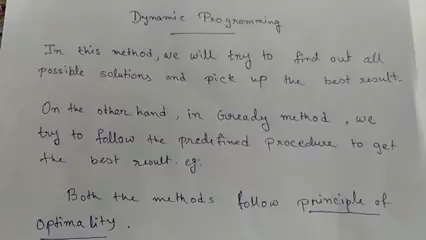 Dynamic Programming
In this method, we will try to find out all
possible solutions and pick up the best result.
On the other hand, in Gready method, we
try to follow the predefined procedure to get
the best result. eg:
Both the methods follow principle of
optimality.